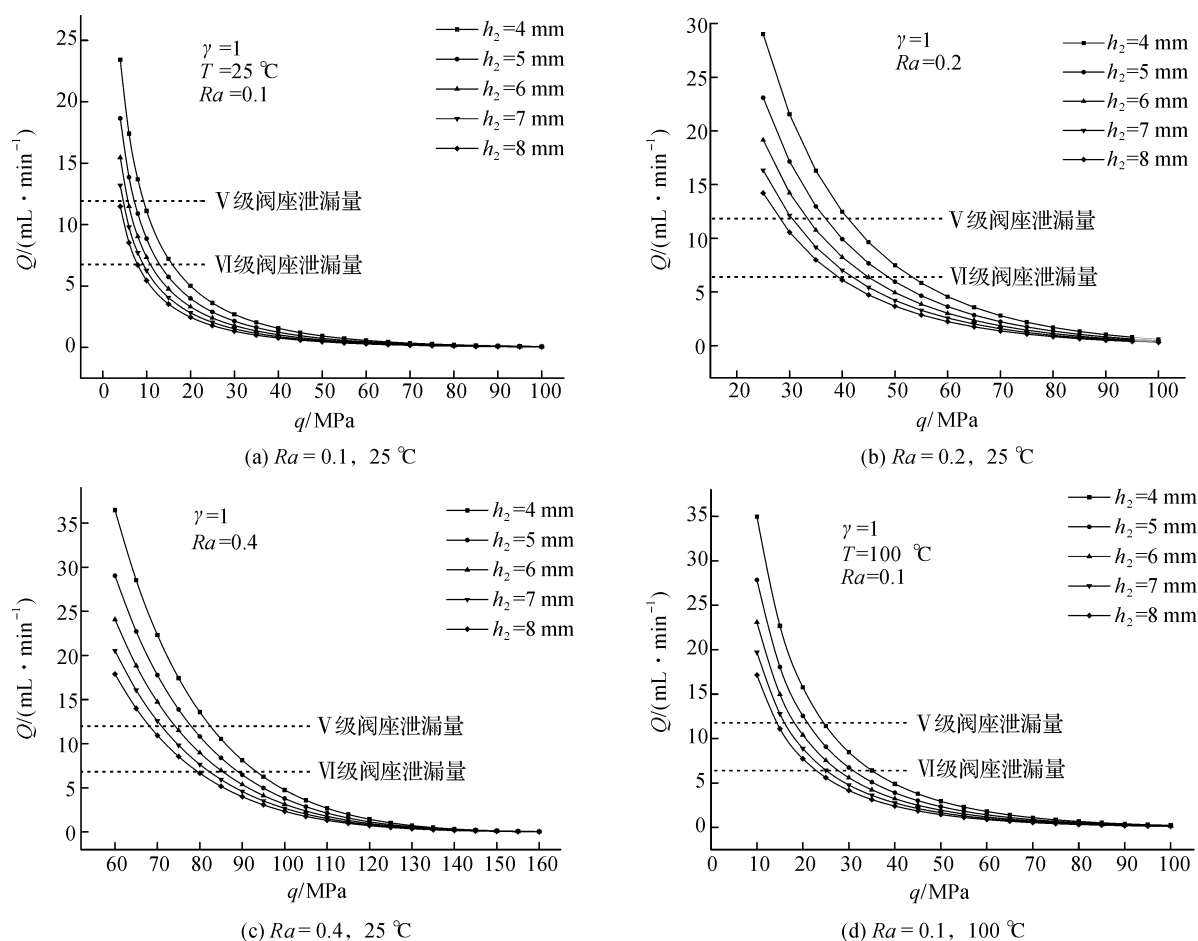 25
20
15
10
5
0
Q/(mL·min⁻¹)
γ=1
T=25 ℃
Ra=0.1
h₂=4 mm
h₂=5 mm
h₂=6 mm
h₂=7 mm
h₂=8 mm
Ⅴ级阀座泄漏量
Ⅵ级阀座泄漏量
0 10 20 30 40 50 60 70 80 90 100
q/MPa
(a) Ra=0.1, 25 ℃
30
25
20
15
10
5
0
Q/(mL·min⁻¹)
γ=1
Ra=0.2
h₂=4 mm
h₂=5 mm
h₂=6 mm
h₂=7 mm
h₂=8 mm
Ⅴ级阀座泄漏量
Ⅵ级阀座泄漏量
20 30 40 50 60 70 80 90 100
q/MPa
(b) Ra=0.2, 25 ℃
35
30
25
20
15
10
5
0
Q/(mL·min⁻¹)
γ=1
Ra=0.4
h₂=4 mm
h₂=5 mm
h₂=6 mm
h₂=7 mm
h₂=8 mm
Ⅴ级阀座泄漏量
Ⅵ级阀座泄漏量
60 70 80 90 100 110 120 130 140 150 160
q/MPa
(c) Ra=0.4, 25 ℃
35
30
25
20
15
10
5
0
Q/(mL·min⁻¹)
γ=1
T=100 ℃
Ra=0.1
h₂=4 mm
h₂=5 mm
h₂=6 mm
h₂=7 mm
h₂=8 mm
Ⅴ级阀座泄漏量
Ⅵ级阀座泄漏量
0 10 20 30 40 50 60 70 80 90 100
q/MPa
(d) Ra=0.1, 100 ℃